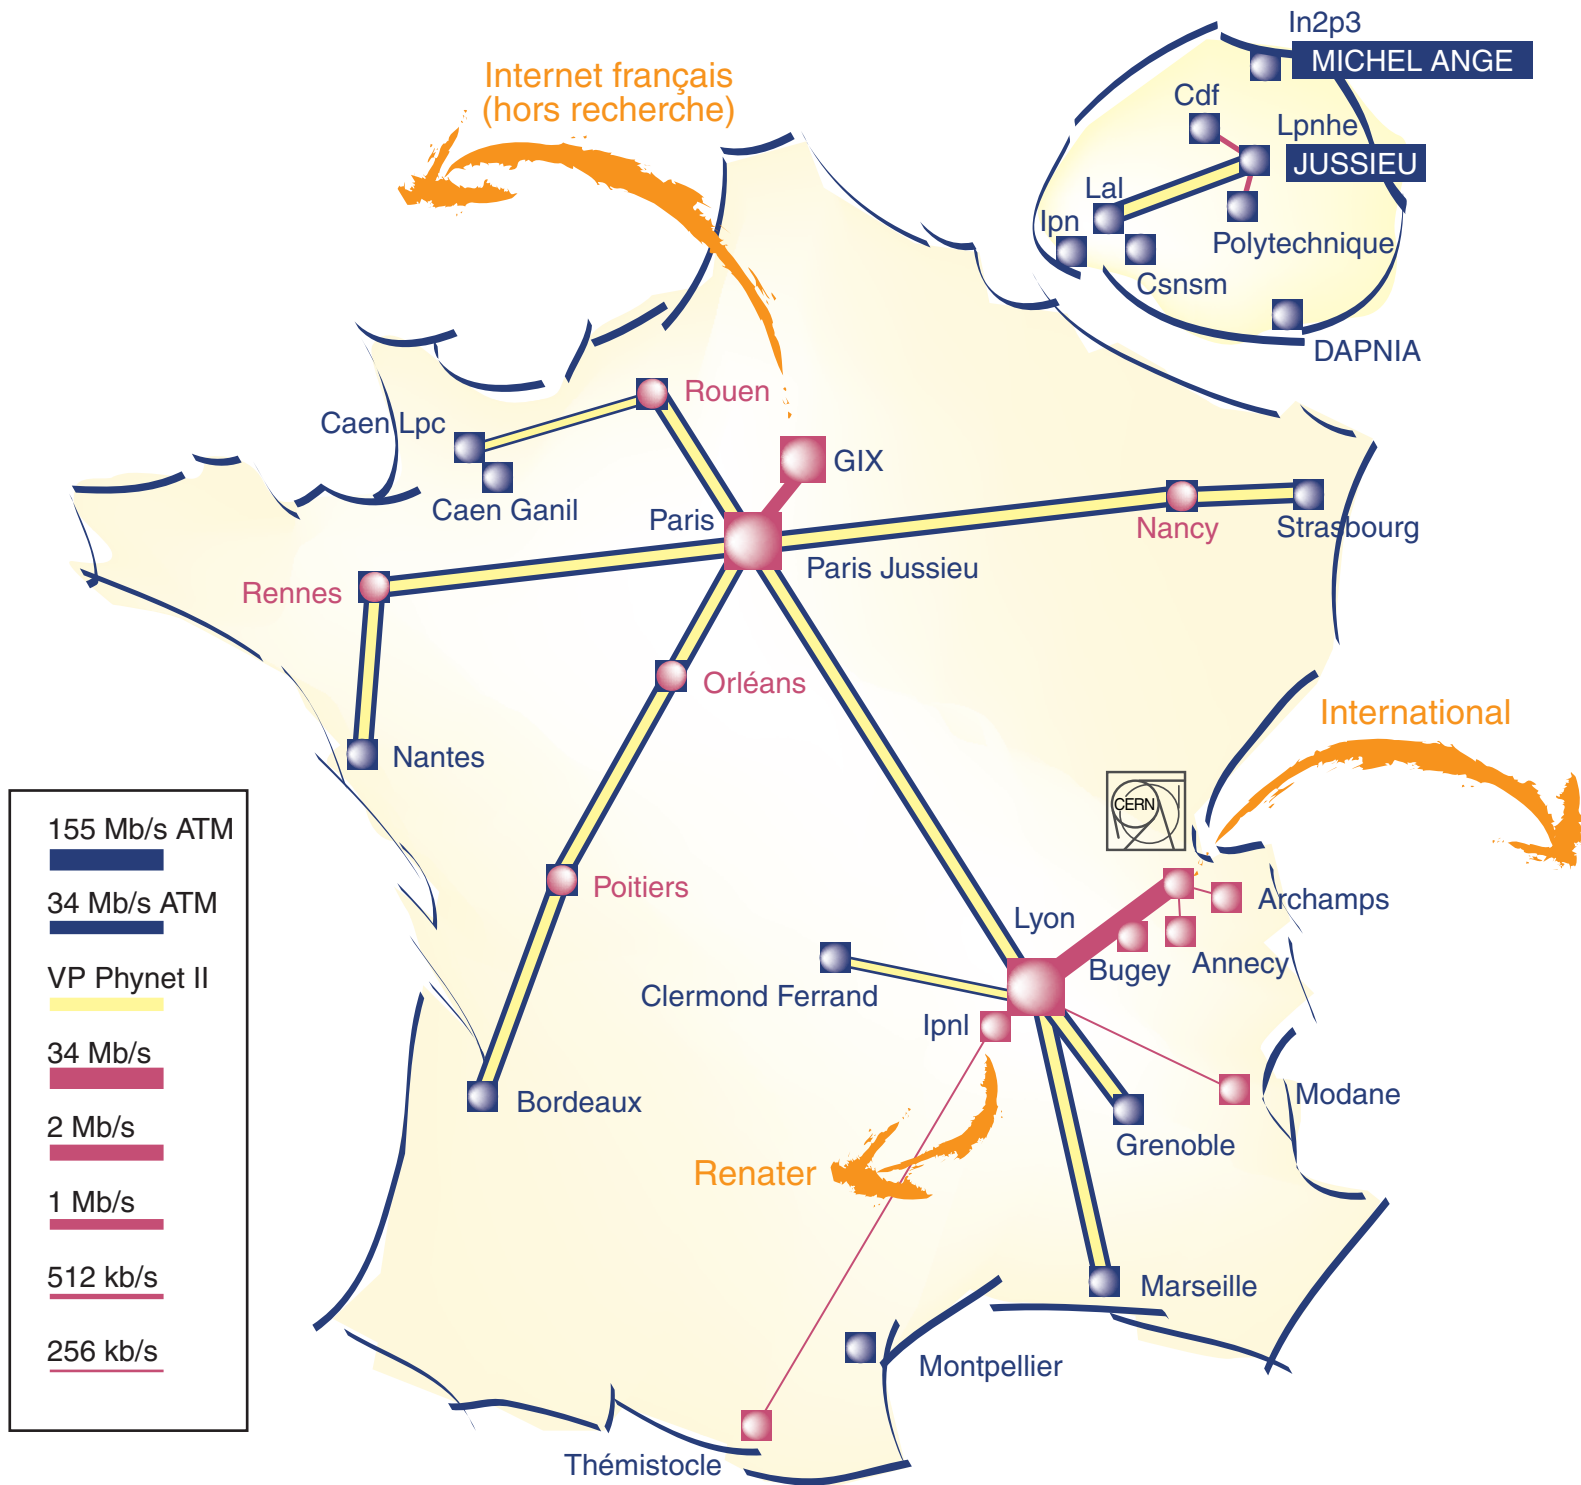 In2p3
MICHEL ANGE
Internet français
(hors recherche)
Cdf
Lpnhe
JUSSIEU
Lal
Ipn
Polytechnique
Csnsm
DAPNIA
Rouen
Caen Lpc
GIX
Caen Ganil
Paris
Nancy
Strasbourg
Paris Jussieu
Rennes
Orléans
International
Nantes
CERN
155 Mb/s ATM
34 Mb/s ATM
VP Phynet II
34 Mb/s
2 Mb/s
1 Mb/s
512 kb/s
256 kb/s
Poitiers
Archamps
Lyon
Bugey
Annecy
Clermond Ferrand
Ipnl
Bordeaux
Modane
Grenoble
Renater
Marseille
Montpellier
Thémistocle